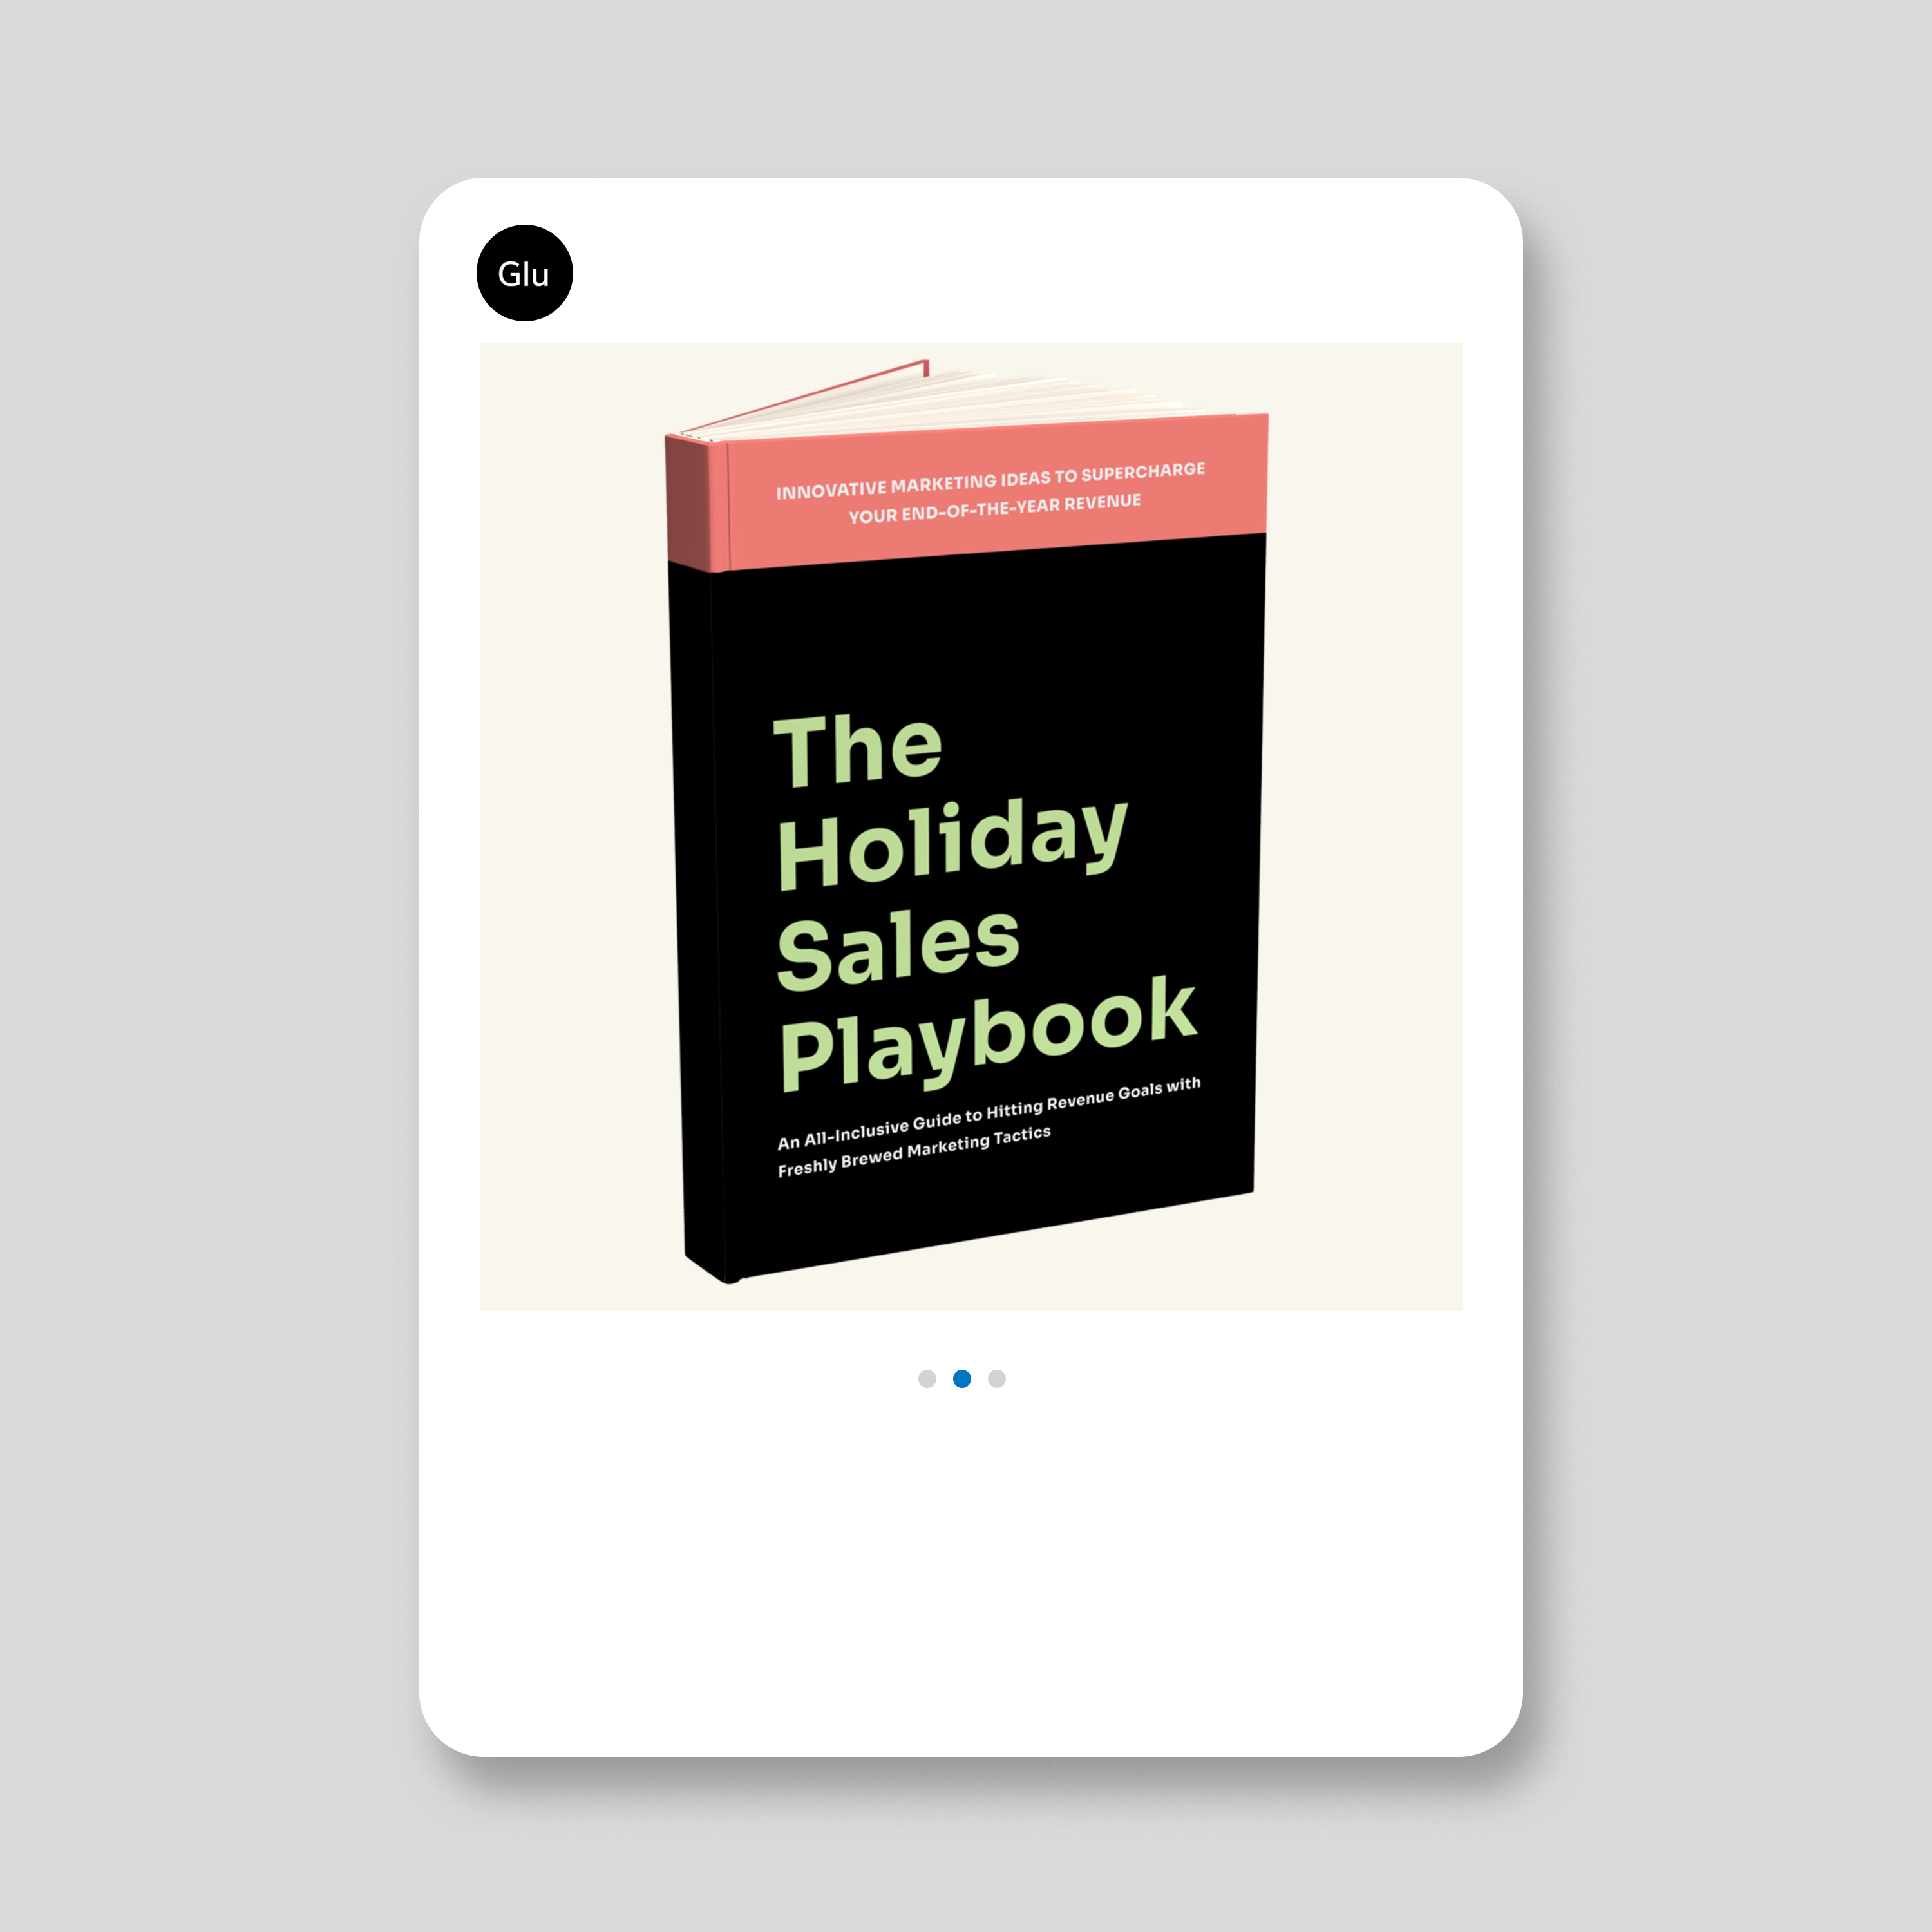 Glu
INNOVATIVE MARKETING IDEAS TO SUPERCHARGE
YOUR END-OF-THE-YEAR REVENUE
The
Holiday
Sales
Playbook
An All-Inclusive Guide to Hitting Revenue Goals with
Freshly Brewed Marketing Tactics